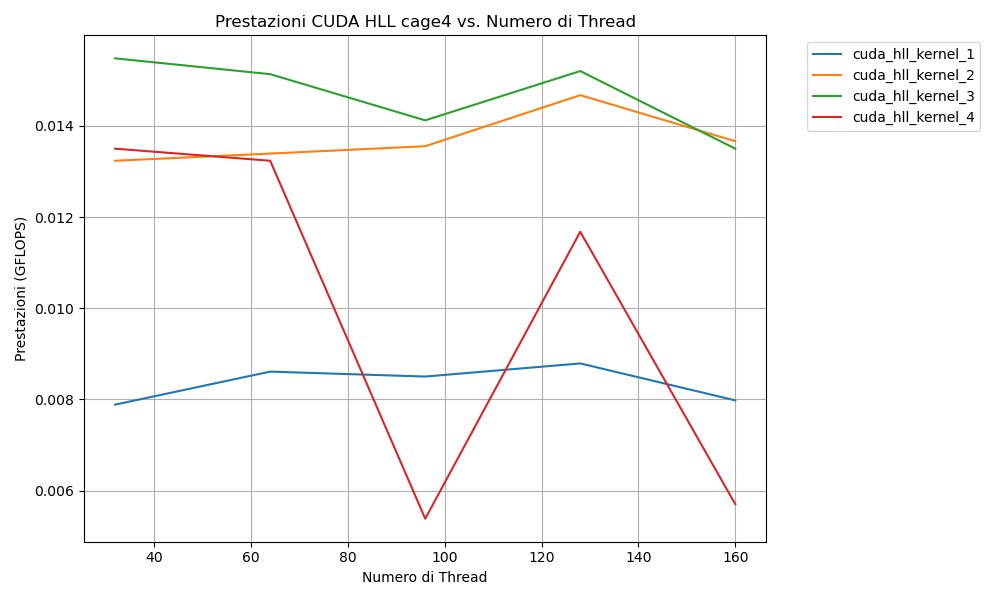 Prestazioni CUDA HLL cage4 vs. Numero di Thread
cuda_hll_kernel_1
cuda_hll_kernel_2
cuda_hll_kernel_3
cuda_hll_kernel_4
Prestazioni (GFLOPS)
0.014
0.012
0.010
0.008
0.006
40 60 80 100 120 140 160
Numero di Thread